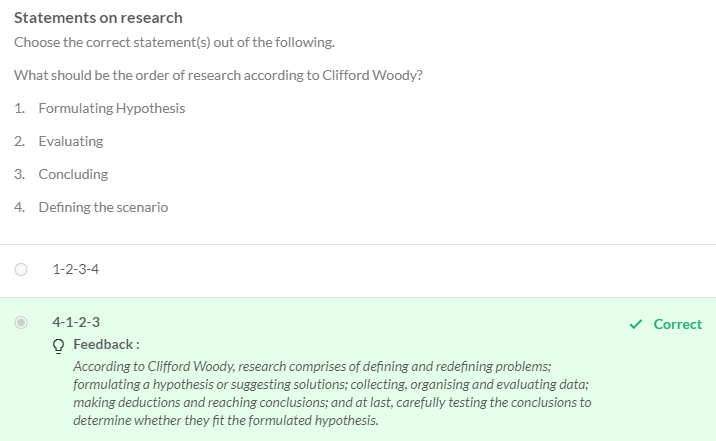 Statements on research
Choose the correct statement(s) out of the following.
What should be the order of research according to Clifford Woody?
1. Formulating Hypothesis
2. Evaluating
3. Concluding
4. Defining the scenario
1-2-3-4
4-1-2-3
Correct
Feedback :
According to Clifford Woody, research comprises of defining and redefining problems;
formulating a hypothesis or suggesting solutions; collecting, organising and evaluating data;
making deductions and reaching conclusions; and at last, carefully testing the conclusions to
determine whether they fit the formulated hypothesis.